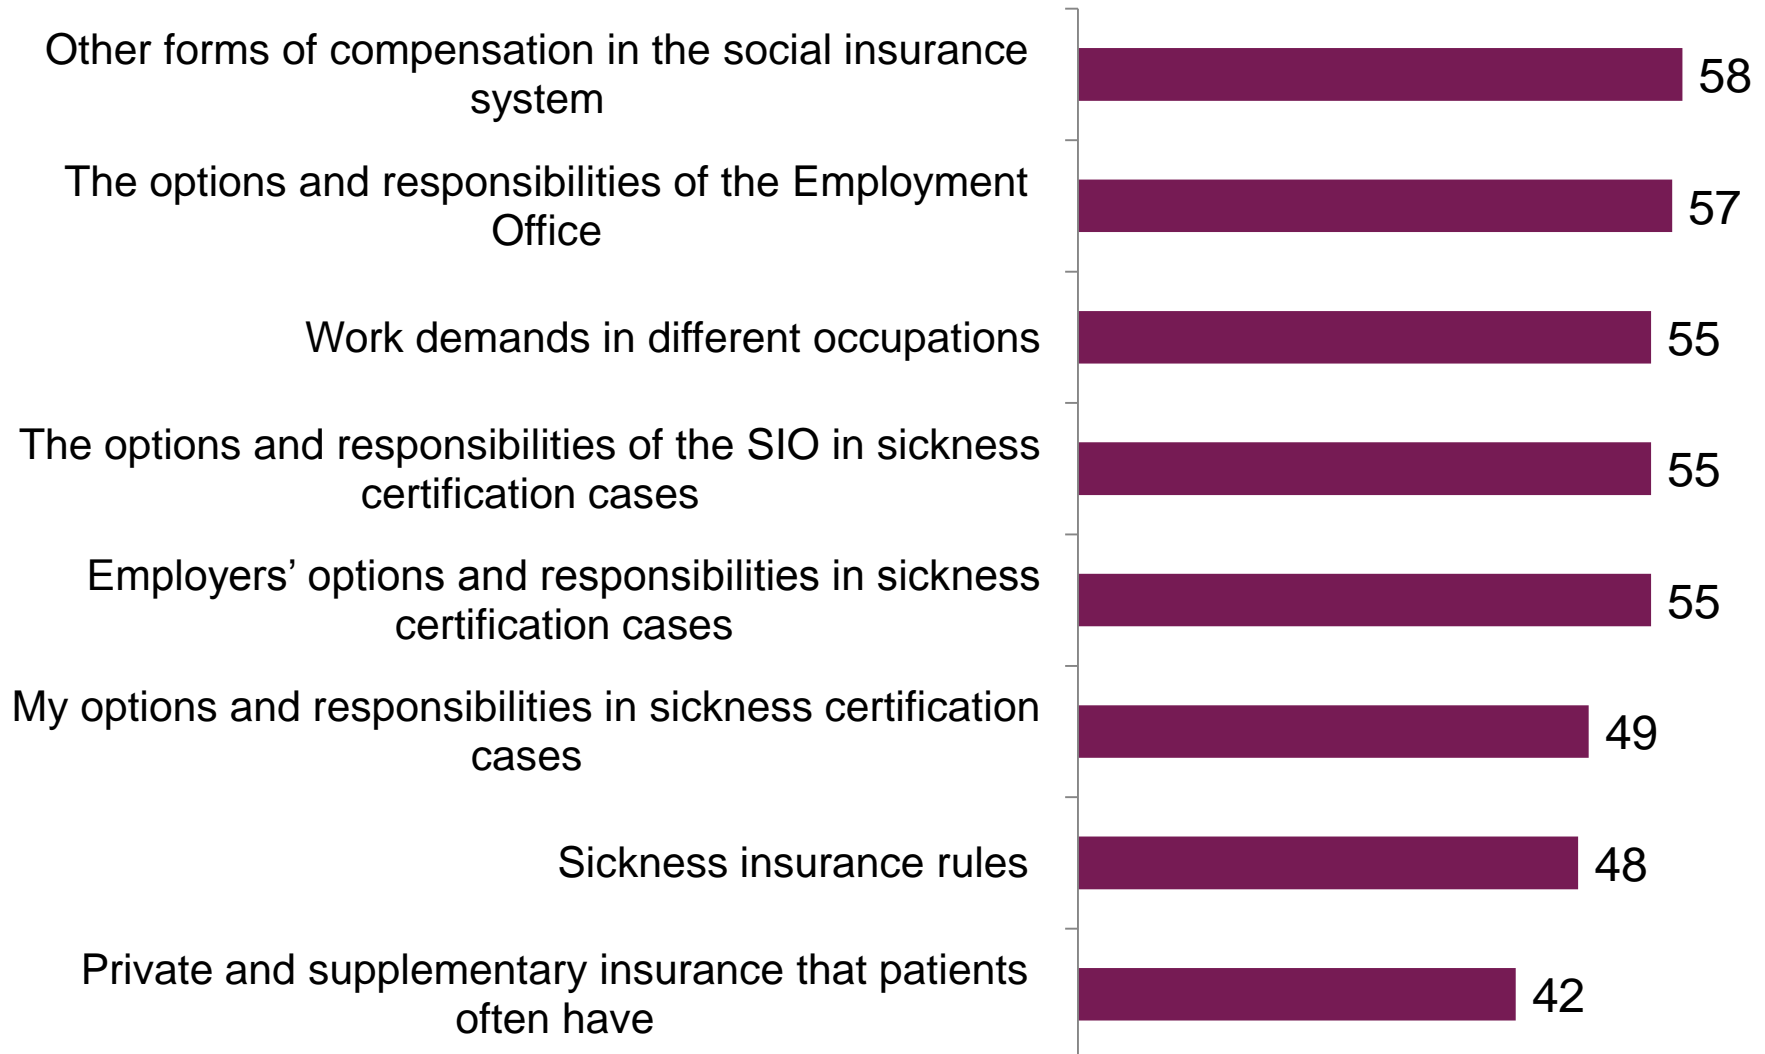 Other forms of compensation in the social insurance
system
58
The options and responsibilities of the Employment
Office
57
Work demands in different occupations
55
The options and responsibilities of the SIO in sickness
certification cases
55
Employers’ options and responsibilities in sickness
certification cases
55
My options and responsibilities in sickness certification
cases
49
Sickness insurance rules
48
Private and supplementary insurance that patients
often have
42